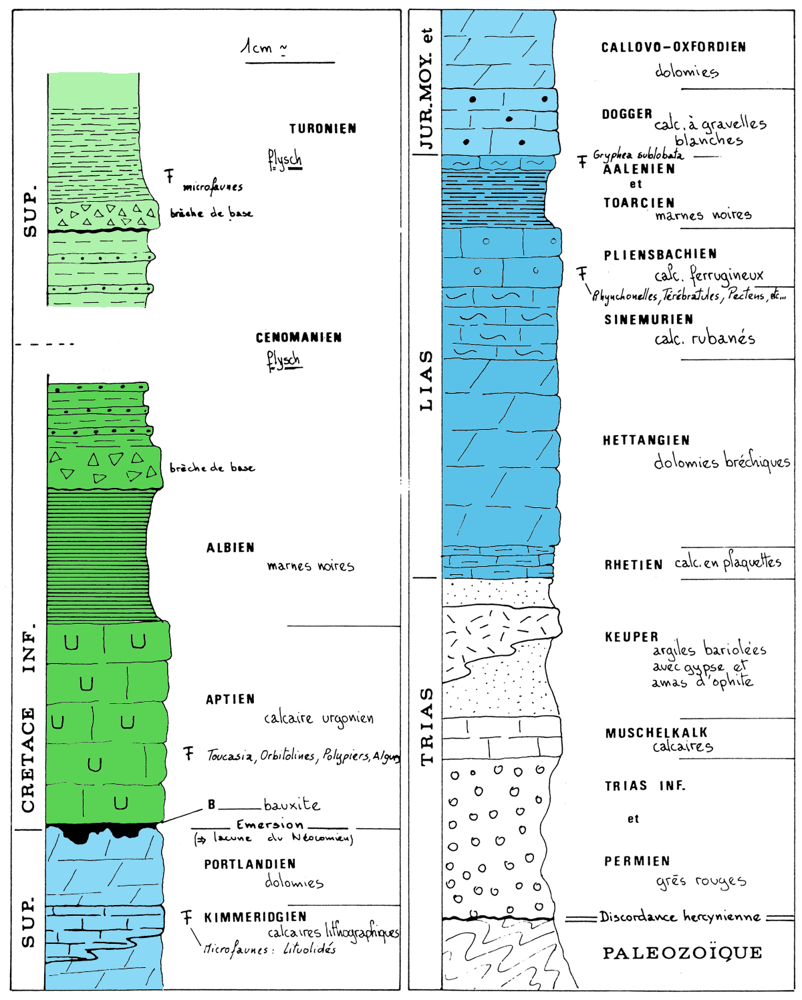 1cm ~
SUP.
TURONIEN
flysch
F
microfaunes
brèche de base
CENOMANIEN
flysch
brèche de base
CRETACE INF.
ALBIEN
marnes noires
APTIEN
calcaire urgonien
F Toucasia, Orbitolines, Polypiers, Algues
B bauxite
Emersion
(⇒ lacune du Néocomien)
SUP.
PORTLANDIEN
dolomies
F KIMMERIDGIEN
calcaires lithographiques
Microfaunes: Lituolidés
JUR.MOY. et
CALLOVO-OXFORDIEN
dolomies
DOGGER
calc. à gravelles
blanches
F Gryphea sublobata
LIAS
AALENIEN
et
TOARCIEN
marnes noires
PLIENSBACHIEN
calc. ferrugineux
F
Rhynchonelles, Térébratules, Pectens, etc...
SINEMURIEN
calc. rubanés
HETTANGIEN
dolomies bréchiques
RHETIEN calc. en plaquettes
TRIAS
KEUPER
argiles bariolées
avec gypse et
amas d'ophite
MUSCHELKALK
calcaires
TRIAS INF.
et
PERMIEN
grès rouges
Discordance hercynienne
PALEOZOÏQUE